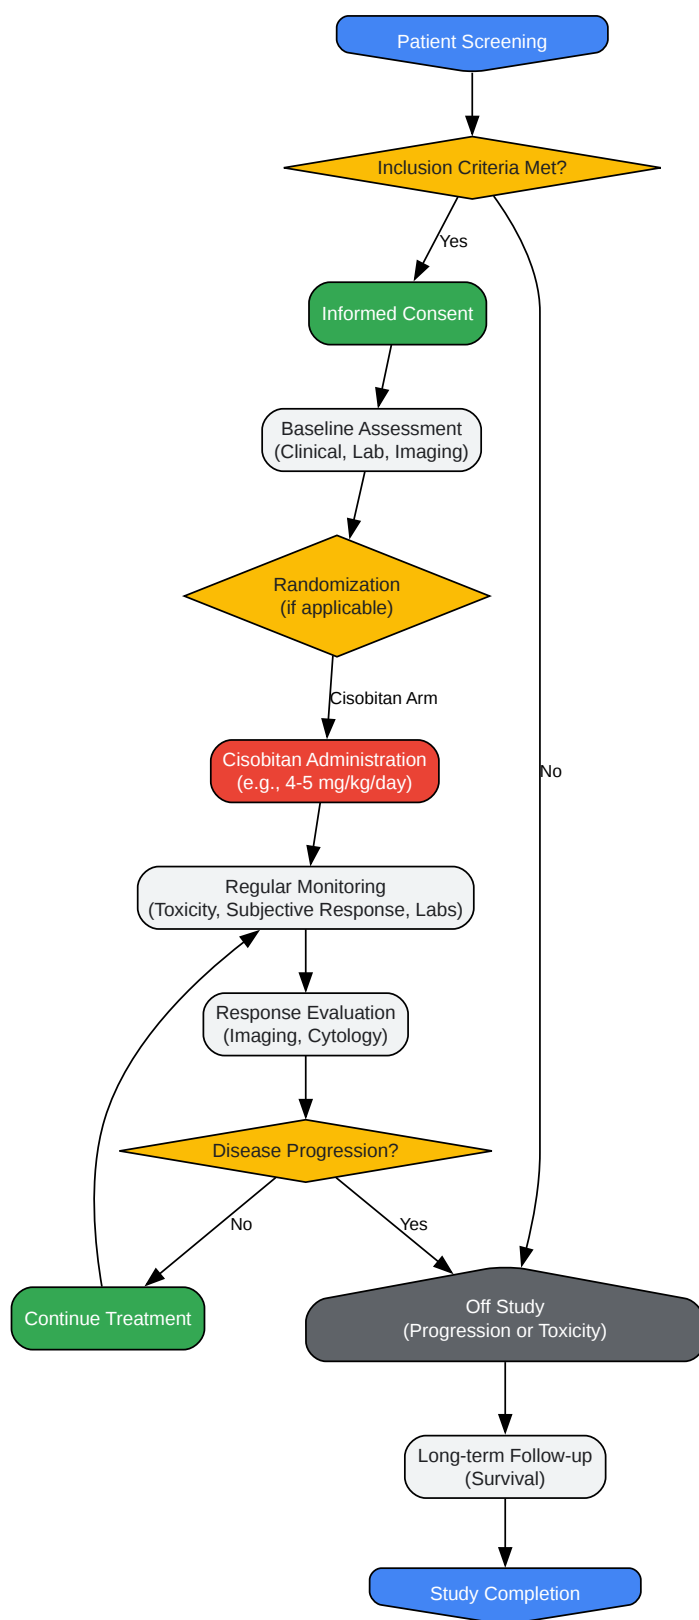 Patient Screening
Inclusion Criteria Met?
Yes
Informed Consent
Baseline Assessment
(Clinical, Lab, Imaging)
Randomization
(if applicable)
Cisobitan Arm
Cisobitan Administration
(e.g., 4-5 mg/kg/day)
No
Regular Monitoring
(Toxicity, Subjective Response, Labs)
Response Evaluation
(Imaging, Cytology)
Disease Progression?
No
Yes
Continue Treatment
Off Study
(Progression or Toxicity)
Long-term Follow-up
(Survival)
Study Completion